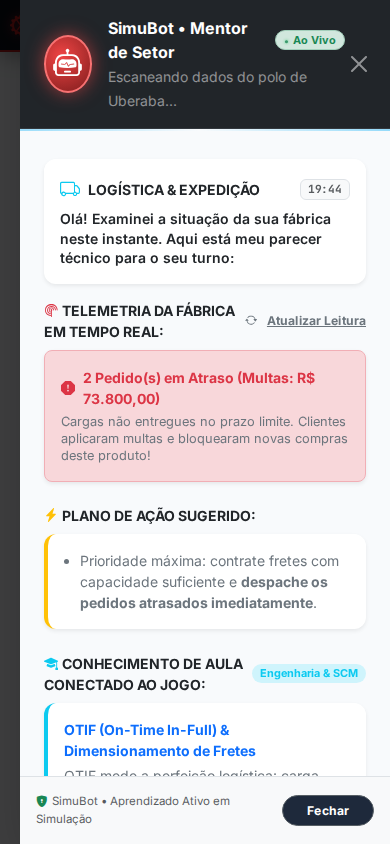 SimuBot • Mentor
de Setor
• Ao Vivo
Escaneando dados do polo de
Uberaba...
LOGÍSTICA & EXPEDIÇÃO
19:44
Olá! Examinei a situação da sua fábrica
neste instante. Aqui está meu parecer
técnico para o seu turno:
TELEMETRIA DA FÁBRICA
EM TEMPO REAL:
Atualizar Leitura
2 Pedido(s) em Atraso (Multas: R$
73.800,00)
Cargas não entregues no prazo limite. Clientes
aplicaram multas e bloquearam novas compras
deste produto!
PLANO DE AÇÃO SUGERIDO:
• Prioridade máxima: contrate fretes com
capacidade suficiente e despache os
pedidos atrasados imediatamente.
CONHECIMENTO DE AULA
CONECTADO AO JOGO:
Engenharia & SCM
OTIF (On-Time In-Full) &
Dimensionamento de Fretes
OTIF mede a perfeição logística: carga
SimuBot • Aprendizado Ativo em
Simulação
Fechar